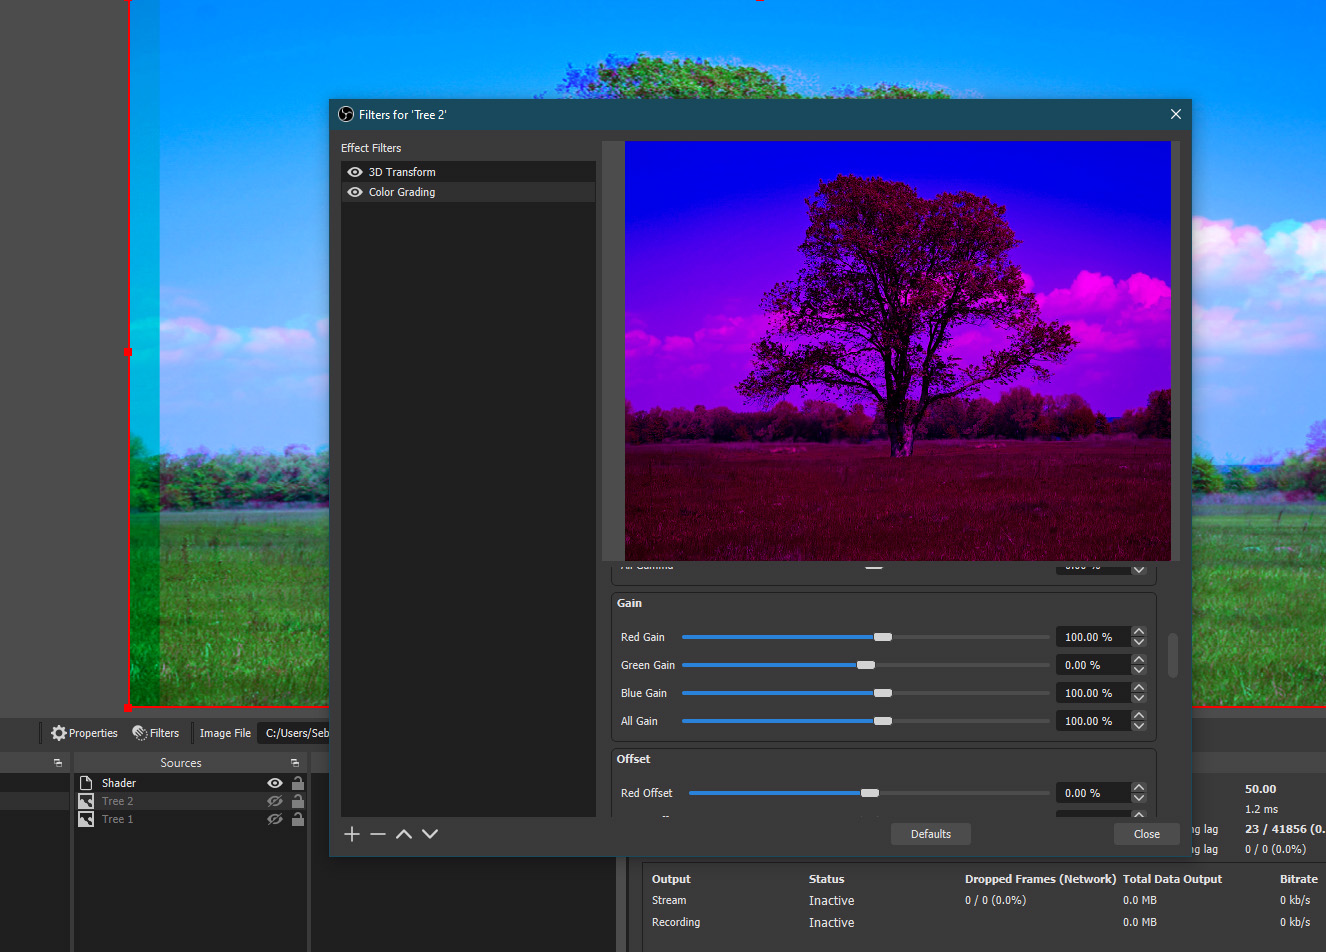 Filters for 'Tree 2'
Effect Filters
3D Transform
Color Grading
All Gamma
0.00 %
Gain
Red Gain 100.00 %
Green Gain 0.00 %
Blue Gain 100.00 %
All Gain 100.00 %
Offset
Red Offset 0.00 %
Defaults Close
Properties Filters Image File C:/Users/Seb
Sources
Shader
Tree 2
Tree 1
50.00
1.2 ms
lag 23 / 41856 (0.
lag 0 / 0 (0.0%)
Output Status Dropped Frames (Network) Total Data Output Bitrate
Stream Inactive 0 / 0 (0.0%) 0.0 MB 0 kb/s
Recording Inactive 0.0 MB 0 kb/s